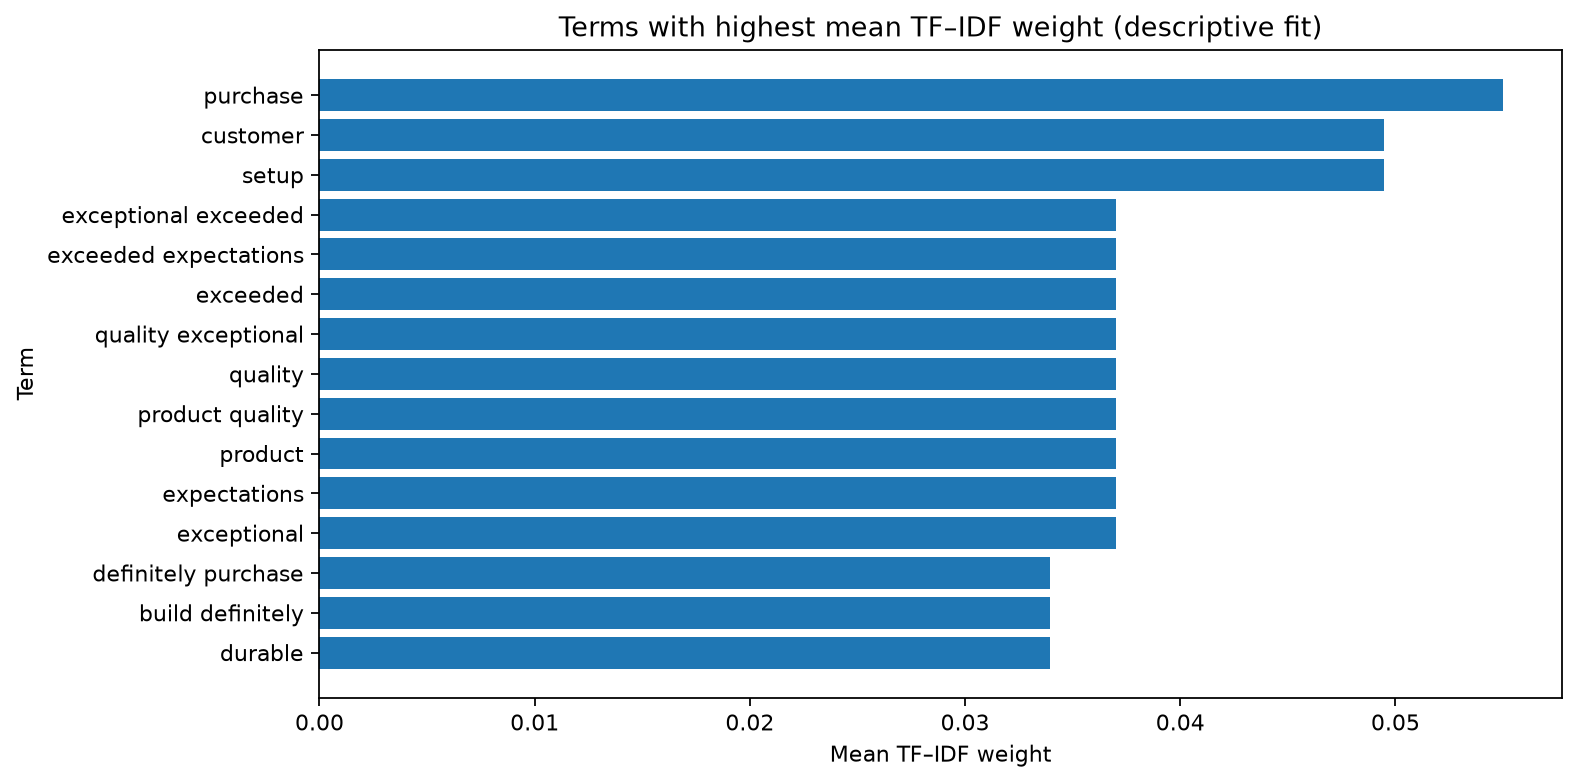 Terms with highest mean TF–IDF weight (descriptive fit)
purchase
customer
setup
exceptional exceeded
exceeded expectations
exceeded
quality exceptional
quality
product quality
product
expectations
exceptional
definitely purchase
build definitely
durable
Term
0.00 0.01 0.02 0.03 0.04 0.05
Mean TF–IDF weight